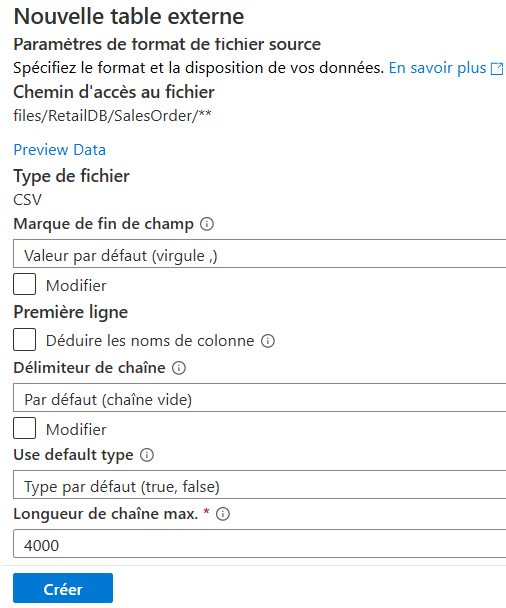 Nouvelle table externe
Paramètres de format de fichier source
Spécifiez le format et la disposition de vos données. En savoir plus
Chemin d'accès au fichier
files/RetailDB/SalesOrder/**
Preview Data
Type de fichier
CSV
Marque de fin de champ
Valeur par défaut (virgule ,)
Modifier
Première ligne
Déduire les noms de colonne
Délimiteur de chaîne
Par défaut (chaîne vide)
Modifier
Use default type
Type par défaut (true, false)
Longueur de chaîne max. *
4000
Créer